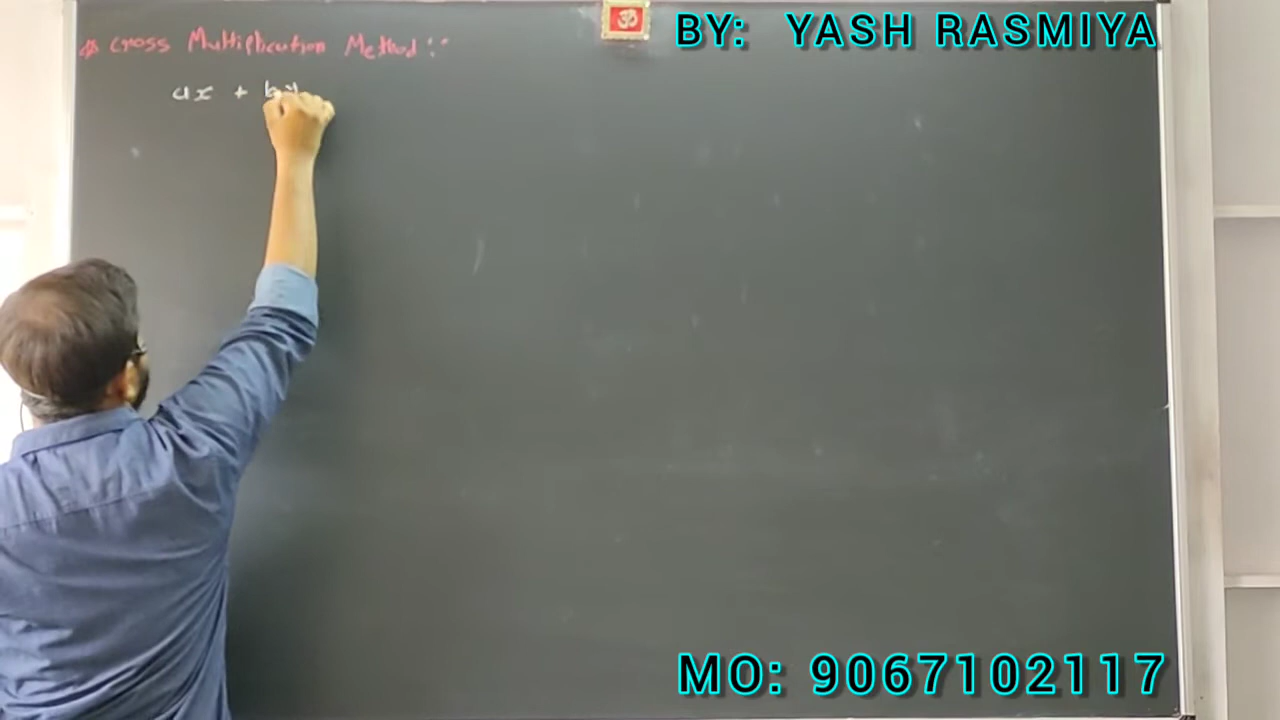 BY: YASH RASMIYA
ॐ
Cross Multiplication Method :-
ax + by
MO: 9067102117